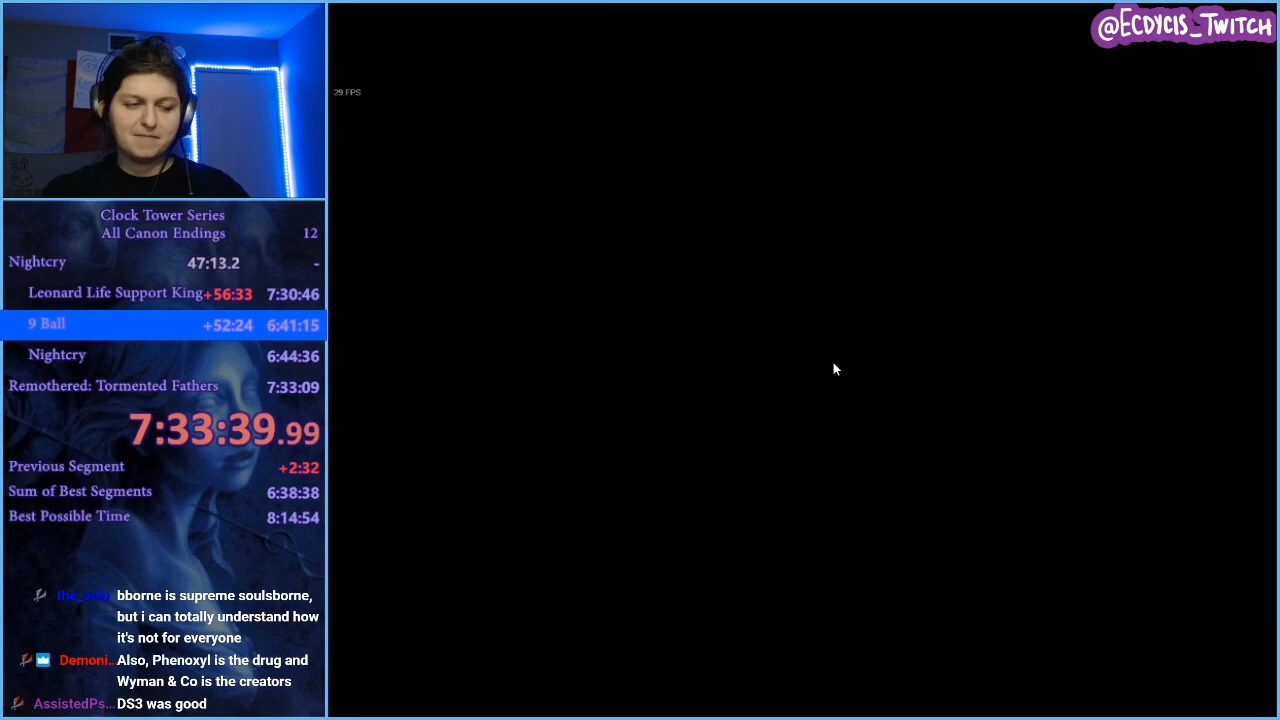 @Ecdycis_Twitch
29 FPS
Clock Tower Series
All Canon Endings 12
Nightcry 47:13.2 -
Leonard Life Support King +56:33 7:30:46
9 Ball +52:24 6:41:15
Nightcry 6:44:36
Remothered: Tormented Fathers 7:33:09
7:33:39.99
Previous Segment +2:32
Sum of Best Segments 6:38:38
Best Possible Time 8:14:54
bborne is supreme soulsborne,
but i can totally understand how
it's not for everyone
Demoni... Also, Phenoxyl is the drug and
Wyman & Co is the creators
AssistedPs... DS3 was good